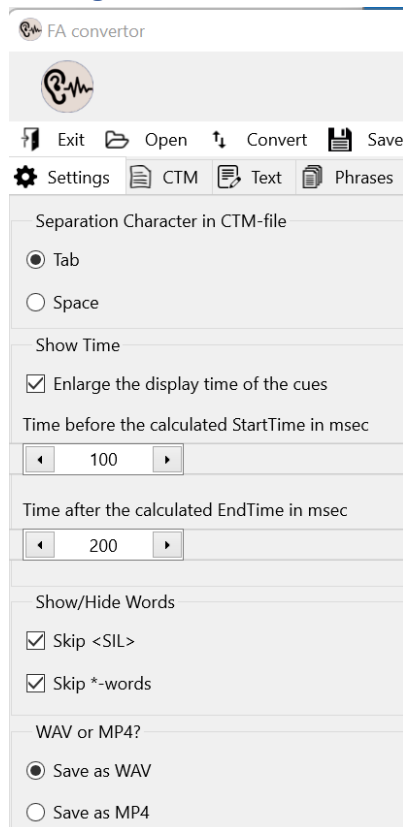 FA convertor
Exit Open Convert Save
Settings CTM Text Phrases
Separation Character in CTM-file
Tab
Space
Show Time
Enlarge the display time of the cues
Time before the calculated StartTime in msec
100
Time after the calculated EndTime in msec
200
Show/Hide Words
Skip <SIL>
Skip *-words
WAV or MP4?
Save as WAV
Save as MP4